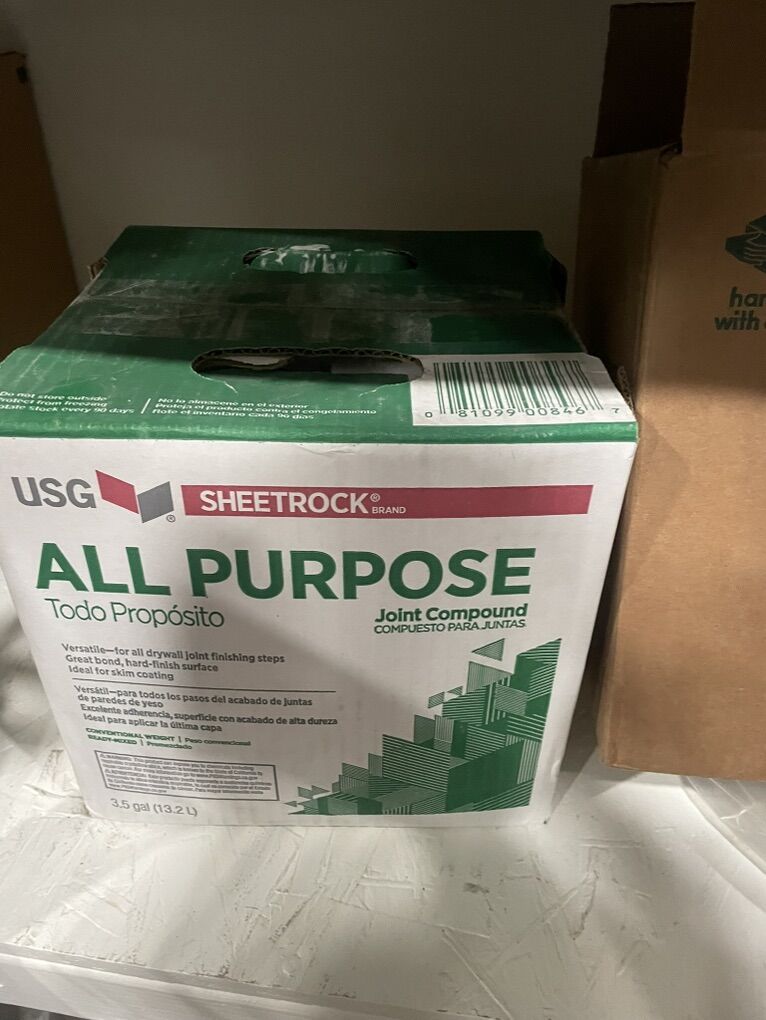 Do not store outside
Protect from freezing
Rotate Stock every 90 days
No lo almacene en el exterior
Proteja el producto contra el congelamiento
Rote el inventario cada 90 días
0 81099 00846 7
USG® SHEETROCK® BRAND
ALL PURPOSE
Todo Propósito
Joint Compound
COMPUESTO PARA JUNTAS
Versatile—for all drywall joint finishing steps
Great bond, hard-finish surface
Ideal for skim coating
Versátil—para todos los pasos del acabado de juntas
de paredes de yeso
Excelente adherencia, superficie con acabado de alta dureza
Ideal para aplicar la última capa
CONVENTIONAL WEIGHT | Peso convencional
READY-MIXED | Premezclado
3.5 gal (13.2 L)
with